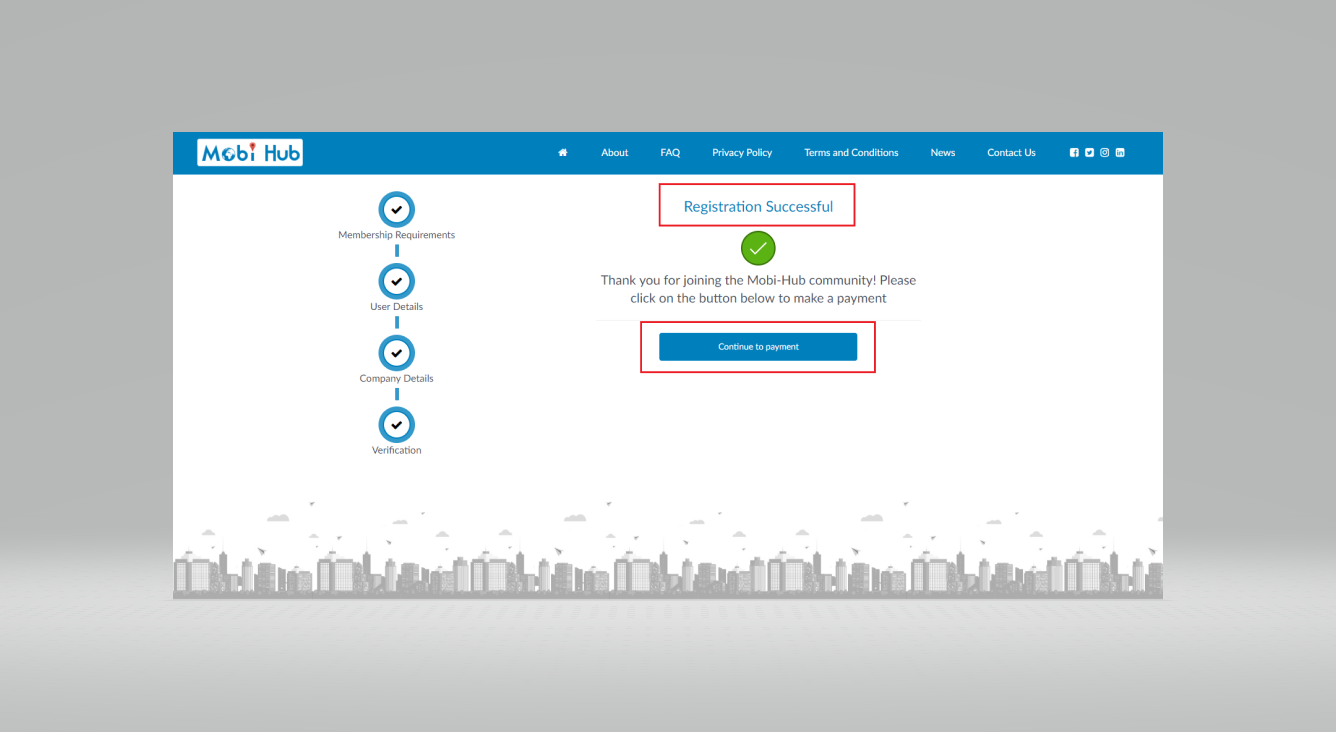 Mobi Hub
About FAQ Privacy Policy Terms and Conditions News Contact Us
Membership Requirements
User Details
Company Details
Verification
Registration Successful
Thank you for joining the Mobi-Hub community! Please
click on the button below to make a payment
Continue to payment